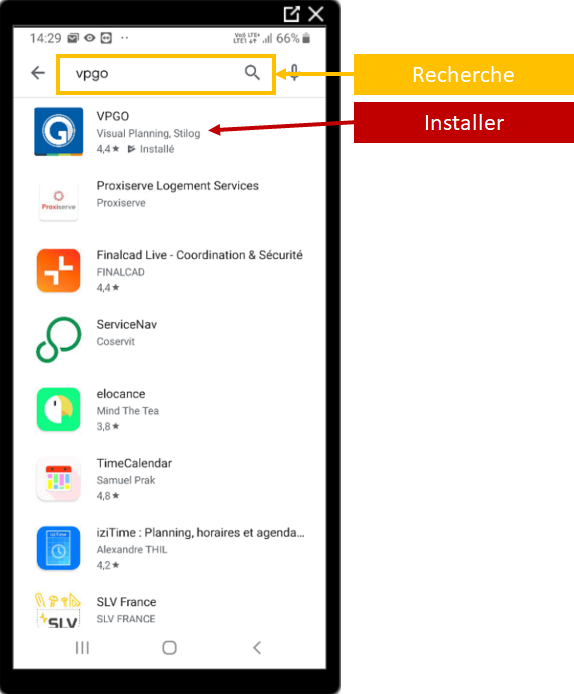 14:29 ·· Vo) LTE+ LTE1 66%
vpgo
Recherche
VPGO
Visual Planning, Stilog
4,4★ Installé
Installer
Proxiserve Logement Services
Proxiserve
Proxiserve
Finalcad Live - Coordination & Sécurité
FINALCAD
4,4★
ServiceNav
Coservit
elocance
Mind The Tea
3,8★
TimeCalendar
Samuel Prak
4,8★
iziTime
iziTime : Planning, horaires et agenda...
Alexandre THIL
4,2★
SLV
SLV France
SLV FRANCE